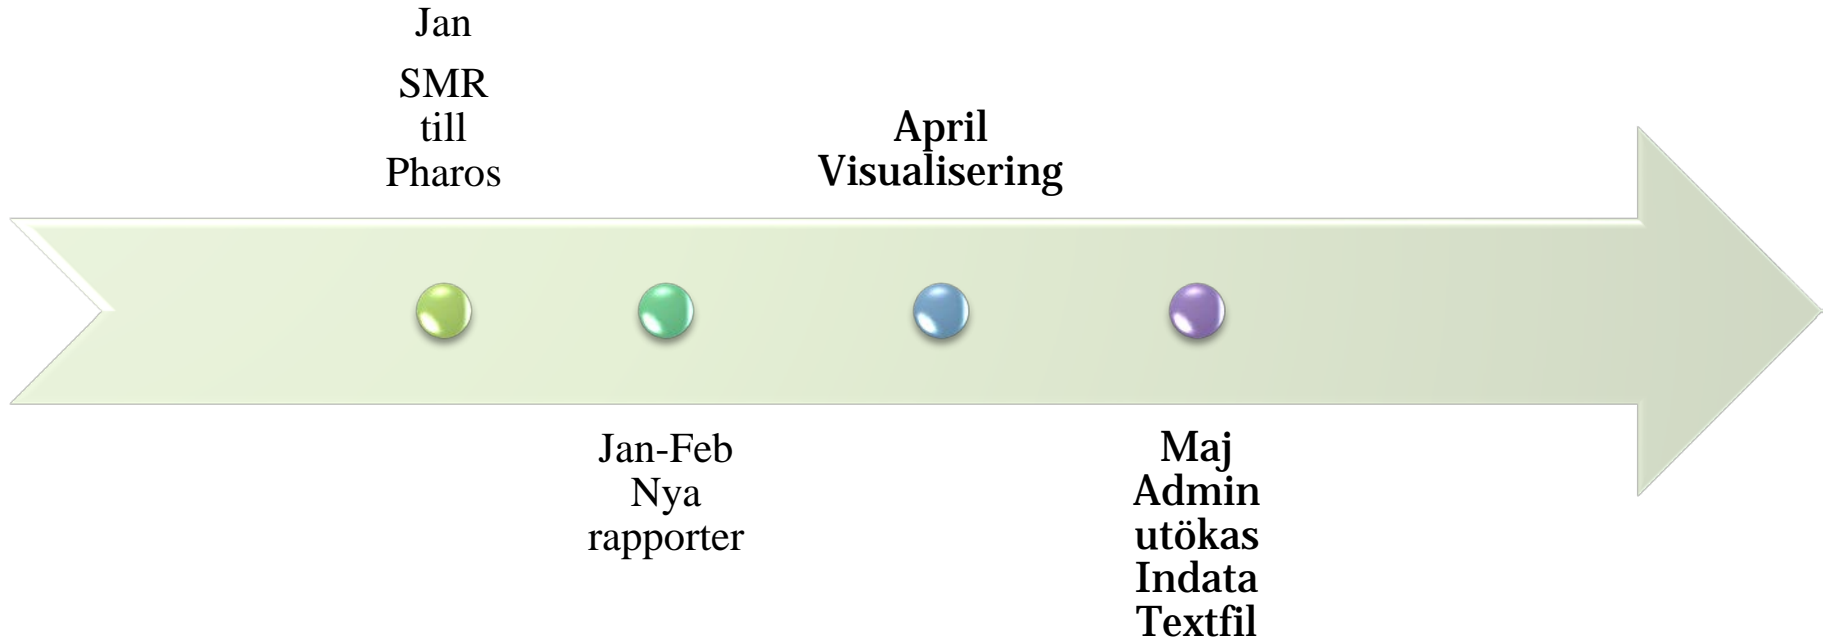 Jan
SMR
till
Pharos
April
Visualisering
Jan-Feb
Nya
rapporter
Maj
Admin
utökas
Indata
Textfil